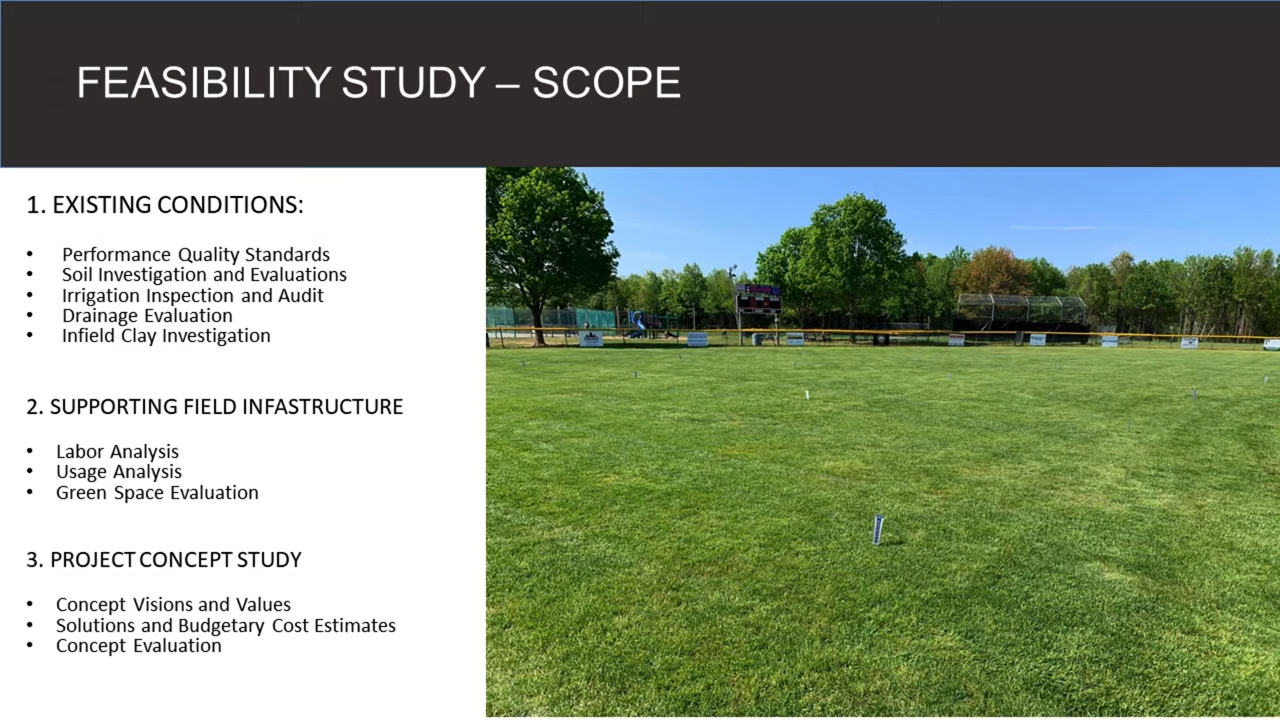 FEASIBILITY STUDY – SCOPE
1. EXISTING CONDITIONS:
• Performance Quality Standards
• Soil Investigation and Evaluations
• Irrigation Inspection and Audit
• Drainage Evaluation
• Infield Clay Investigation
2. SUPPORTING FIELD INFASTRUCTURE
• Labor Analysis
• Usage Analysis
• Green Space Evaluation
3. PROJECT CONCEPT STUDY
• Concept Visions and Values
• Solutions and Budgetary Cost Estimates
• Concept Evaluation